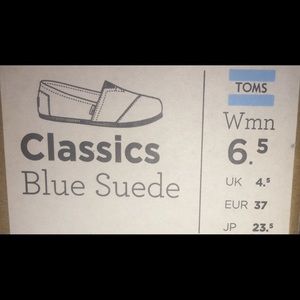 Classics
Blue Suede
TOMS
Wmn
6.5
UK 4.5
EUR 37
JP 23.5